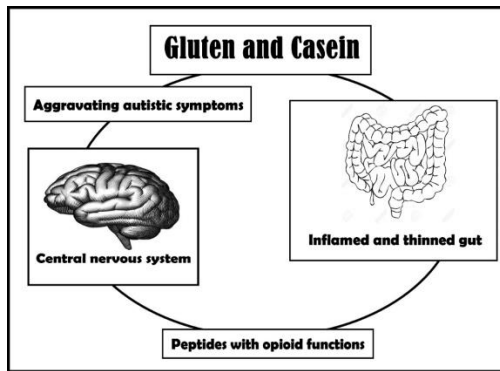 Gluten and Casein
Aggravating autistic symptoms
Central nervous system
Inflamed and thinned gut
Peptides with opioid functions